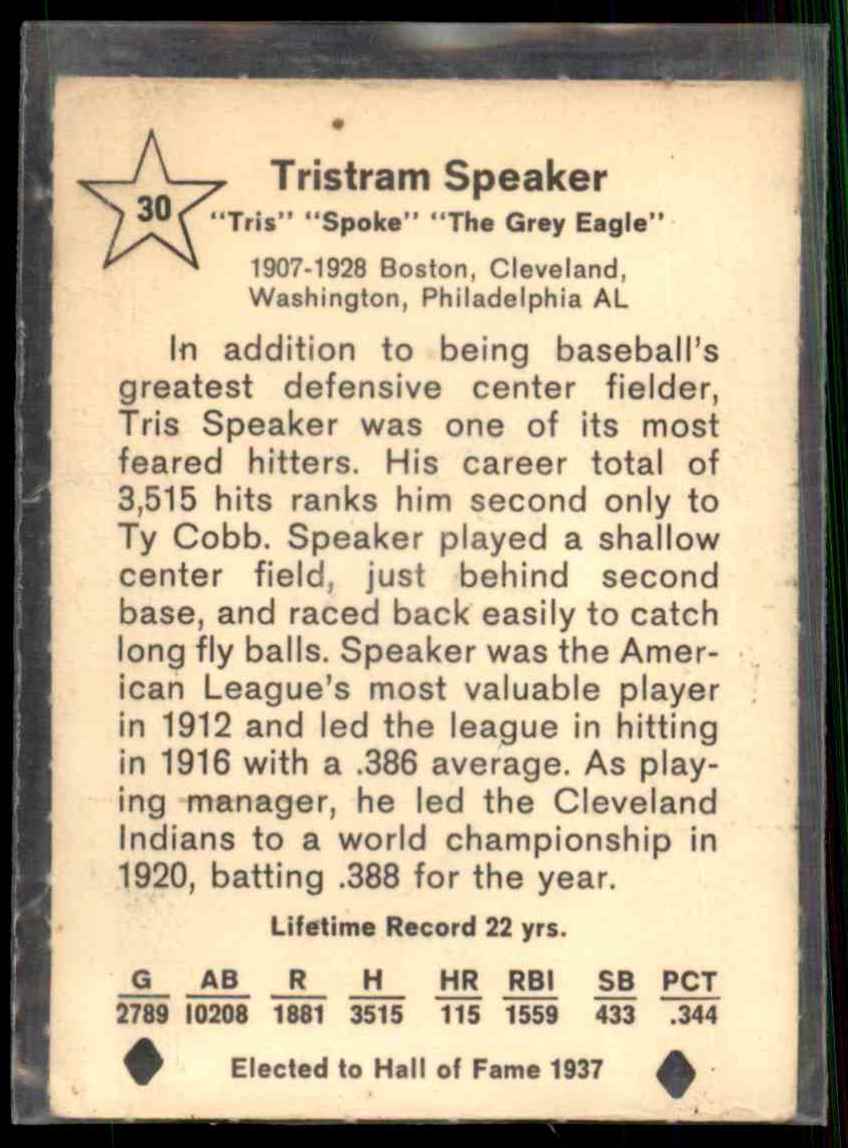 30
Tristram Speaker
"Tris" "Spoke" "The Grey Eagle"
1907-1928 Boston, Cleveland,
Washington, Philadelphia AL
In addition to being baseball's
greatest defensive center fielder,
Tris Speaker was one of its most
feared hitters. His career total of
3,515 hits ranks him second only to
Ty Cobb. Speaker played a shallow
center field, just behind second
base, and raced back easily to catch
long fly balls. Speaker was the Amer-
ican League's most valuable player
in 1912 and led the league in hitting
in 1916 with a .386 average. As play-
ing manager, he led the Cleveland
Indians to a world championship in
1920, batting .388 for the year.
Lifetime Record 22 yrs.
G AB R H HR RBI SB PCT
2789 10208 1881 3515 115 1559 433 .344
Elected to Hall of Fame 1937